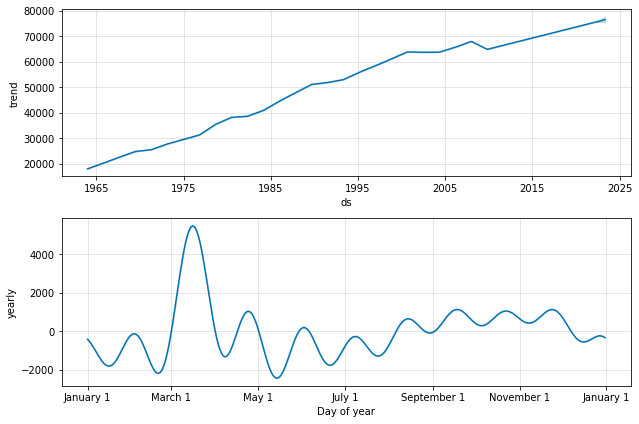 80000
70000
60000
50000
40000
30000
20000
trend
1965
1975
1985
1995
2005
2015
2025
ds
4000
2000
0
−2000
yearly
January 1
March 1
May 1
July 1
September 1
November 1
January 1
Day of year